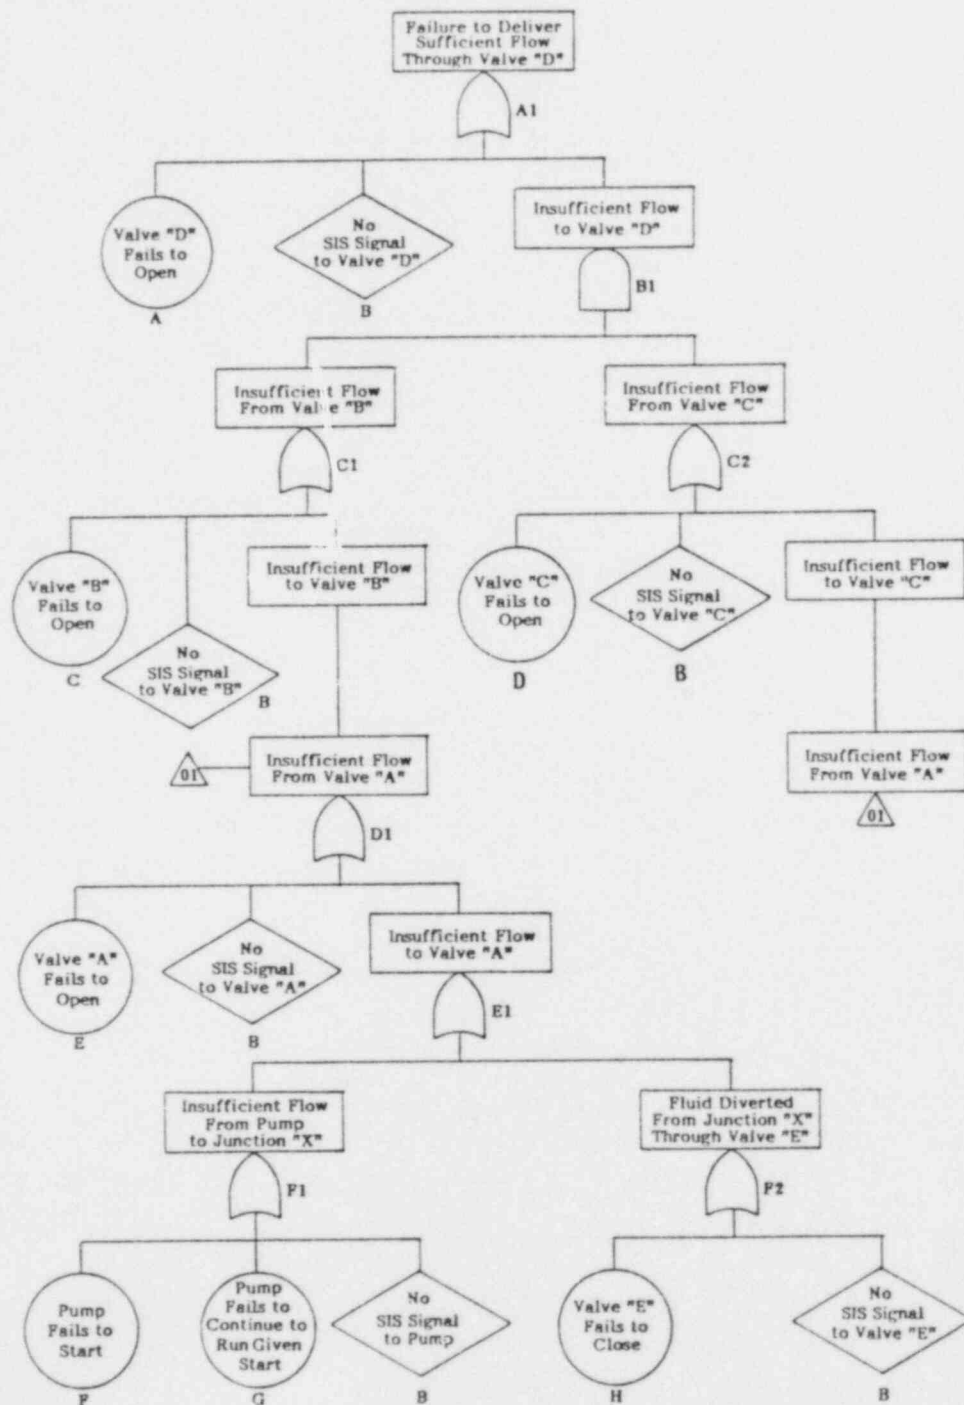 Failure to Deliver
Sufficient Flow
Through Valve "D"
A1
Valve "D"
Fails to
Open
A
No
SIS Signal
to Valve "D"
B
Insufficient Flow
to Valve "D"
B1
Insufficient Flow
From Valve "B"
C1
Insufficient Flow
From Valve "C"
C2
Valve "B"
Fails to
Open
C
No
SIS Signal
to Valve "B"
B
Insufficient Flow
to Valve "B"
Valve "C"
Fails to
Open
D
No
SIS Signal
to Valve "C"
B
Insufficient Flow
to Valve "C"
01
Insufficient Flow
From Valve "A"
D1
Insufficient Flow
From Valve "A"
01
Valve "A"
Fails to
Open
E
No
SIS Signal
to Valve "A"
B
Insufficient Flow
to Valve "A"
E1
Insufficient Flow
From Pump
to Junction "X"
F1
Fluid Diverted
From Junction "X"
Through Valve "E"
F2
Pump
Fails to
Start
F
Pump
Fails to
Continue to
Run Given
Start
G
No
SIS Signal
to Pump
B
Valve "E"
Fails to
Close
H
No
SIS Signal
to Valve "E"
B